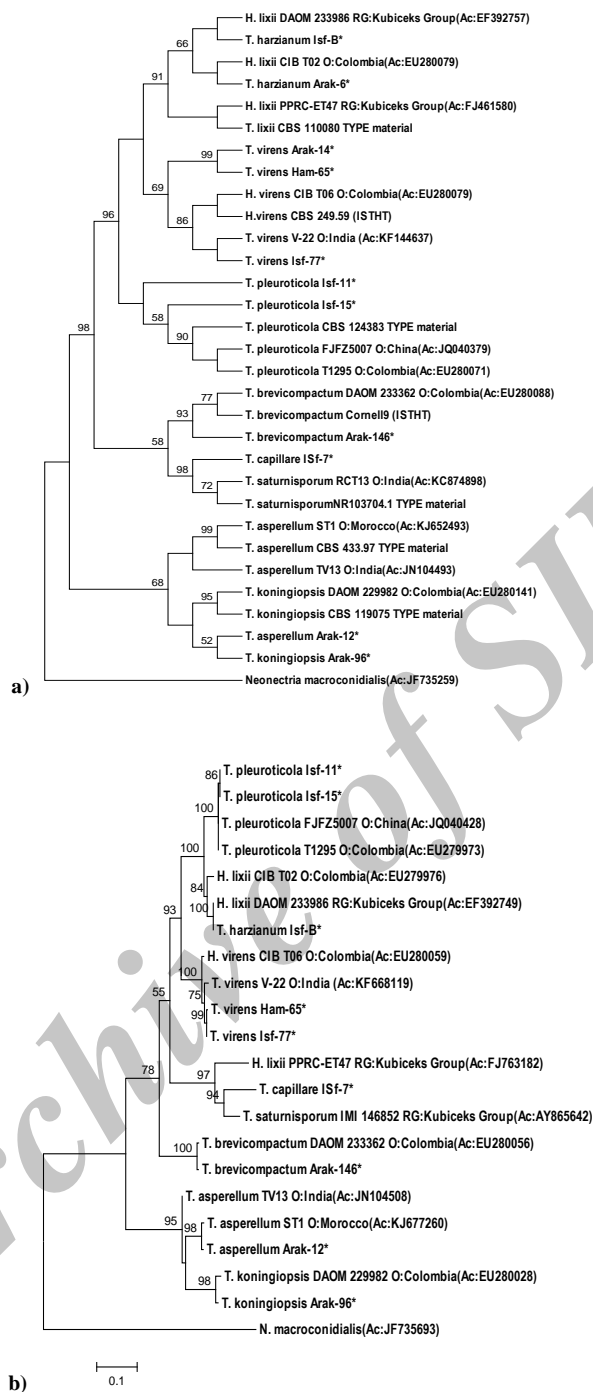 H. lixii DAOM 233986 RG:Kubiceks Group(Ac:EF392757)
66
T. harzianum Isf-B*
H. lixii CIB T02 O:Colombia(Ac:EU280079)
91
T. harzianum Arak-6*
H. lixii PPRC-ET47 RG:Kubiceks Group(Ac:FJ461580)
T. lixii CBS 110080 TYPE material
99
T. virens Arak-14*
T. virens Ham-65*
69
H. virens CIB T06 O:Colombia(Ac:EU280079)
96
86
H.virens CBS 249.59 (ISTHT)
T. virens V-22 O:India (Ac:KF144637)
T. virens Isf-77*
T. pleuroticola Isf-11*
T. pleuroticola Isf-15*
98
58
T. pleuroticola CBS 124383 TYPE material
90
T. pleuroticola FJFZ5007 O:China(Ac:JQ040379)
T. pleuroticola T1295 O:Colombia(Ac:EU280071)
77
T. brevicompactum DAOM 233362 O:Colombia(Ac:EU280088)
93
T. brevicompactum Cornell9 (ISTHT)
58
T. brevicompactum Arak-146*
98
T. capillare ISf-7*
72
T. saturnisporum RCT13 O:India(Ac:KC874898)
T. saturnisporumNR103704.1 TYPE material
99
T. asperellum ST1 O:Morocco(Ac:KJ652493)
T. asperellum CBS 433.97 TYPE material
68
T. asperellum TV13 O:India(Ac:JN104493)
95
T. koningiopsis DAOM 229982 O:Colombia(Ac:EU280141)
T. koningiopsis CBS 119075 TYPE material
52
T. asperellum Arak-12*
T. koningiopsis Arak-96*
a)
Neonectria macroconidialis(Ac:JF735259)
86
T. pleuroticola Isf-11*
T. pleuroticola Isf-15*
100
T. pleuroticola FJFZ5007 O:China(Ac:JQ040428)
100
T. pleuroticola T1295 O:Colombia(Ac:EU279973)
84
H. lixii CIB T02 O:Colombia(Ac:EU279976)
100
H. lixii DAOM 233986 RG:Kubiceks Group(Ac:EF392749)
93
T. harzianum Isf-B*
H. virens CIB T06 O:Colombia(Ac:EU280059)
100
T. virens V-22 O:India (Ac:KF668119)
55
75
T. virens Ham-65*
99
T. virens Isf-77*
H. lixii PPRC-ET47 RG:Kubiceks Group(Ac:FJ763182)
78
97
T. capillare ISf-7*
94
T. saturnisporum IMI 146852 RG:Kubiceks Group(Ac:AY865642)
100
T. brevicompactum DAOM 233362 O:Colombia(Ac:EU280056)
T. brevicompactum Arak-146*
T. asperellum TV13 O:India(Ac:JN104508)
95
98
T. asperellum ST1 O:Morocco(Ac:KJ677260)
T. asperellum Arak-12*
98
T. koningiopsis DAOM 229982 O:Colombia(Ac:EU280028)
T. koningiopsis Arak-96*
N. macroconidialis(Ac:JF735693)
b)
0.1
Archive of SI